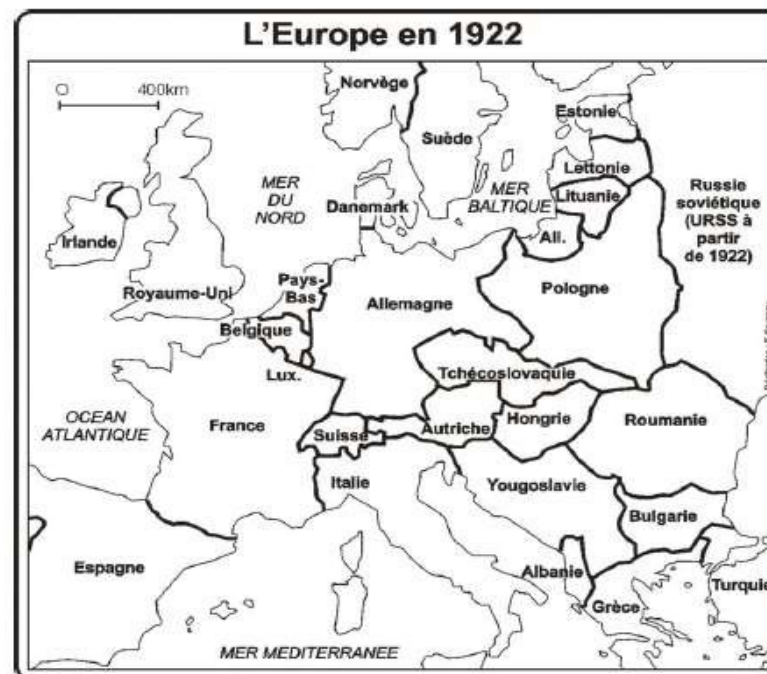 L'Europe en 1922
O 400km
Norvège
Suède
Estonie
Lettonie
Lituanie
MER
DU
NORD
MER
BALTIQUE
Danemark
Russie
soviétique
(URSS à
partir
de 1922)
All.
Irlande
Royaume-Uni
Pays-
Bas
Allemagne
Pologne
Belgique
Lux.
Tchécoslovaquie
OCEAN
ATLANTIQUE
France
Suisse
Autriche
Hongrie
Roumanie
Italie
Yougoslavie
Bulgarie
Espagne
Albanie
Grèce
Turquie
MER MEDITERRANEE